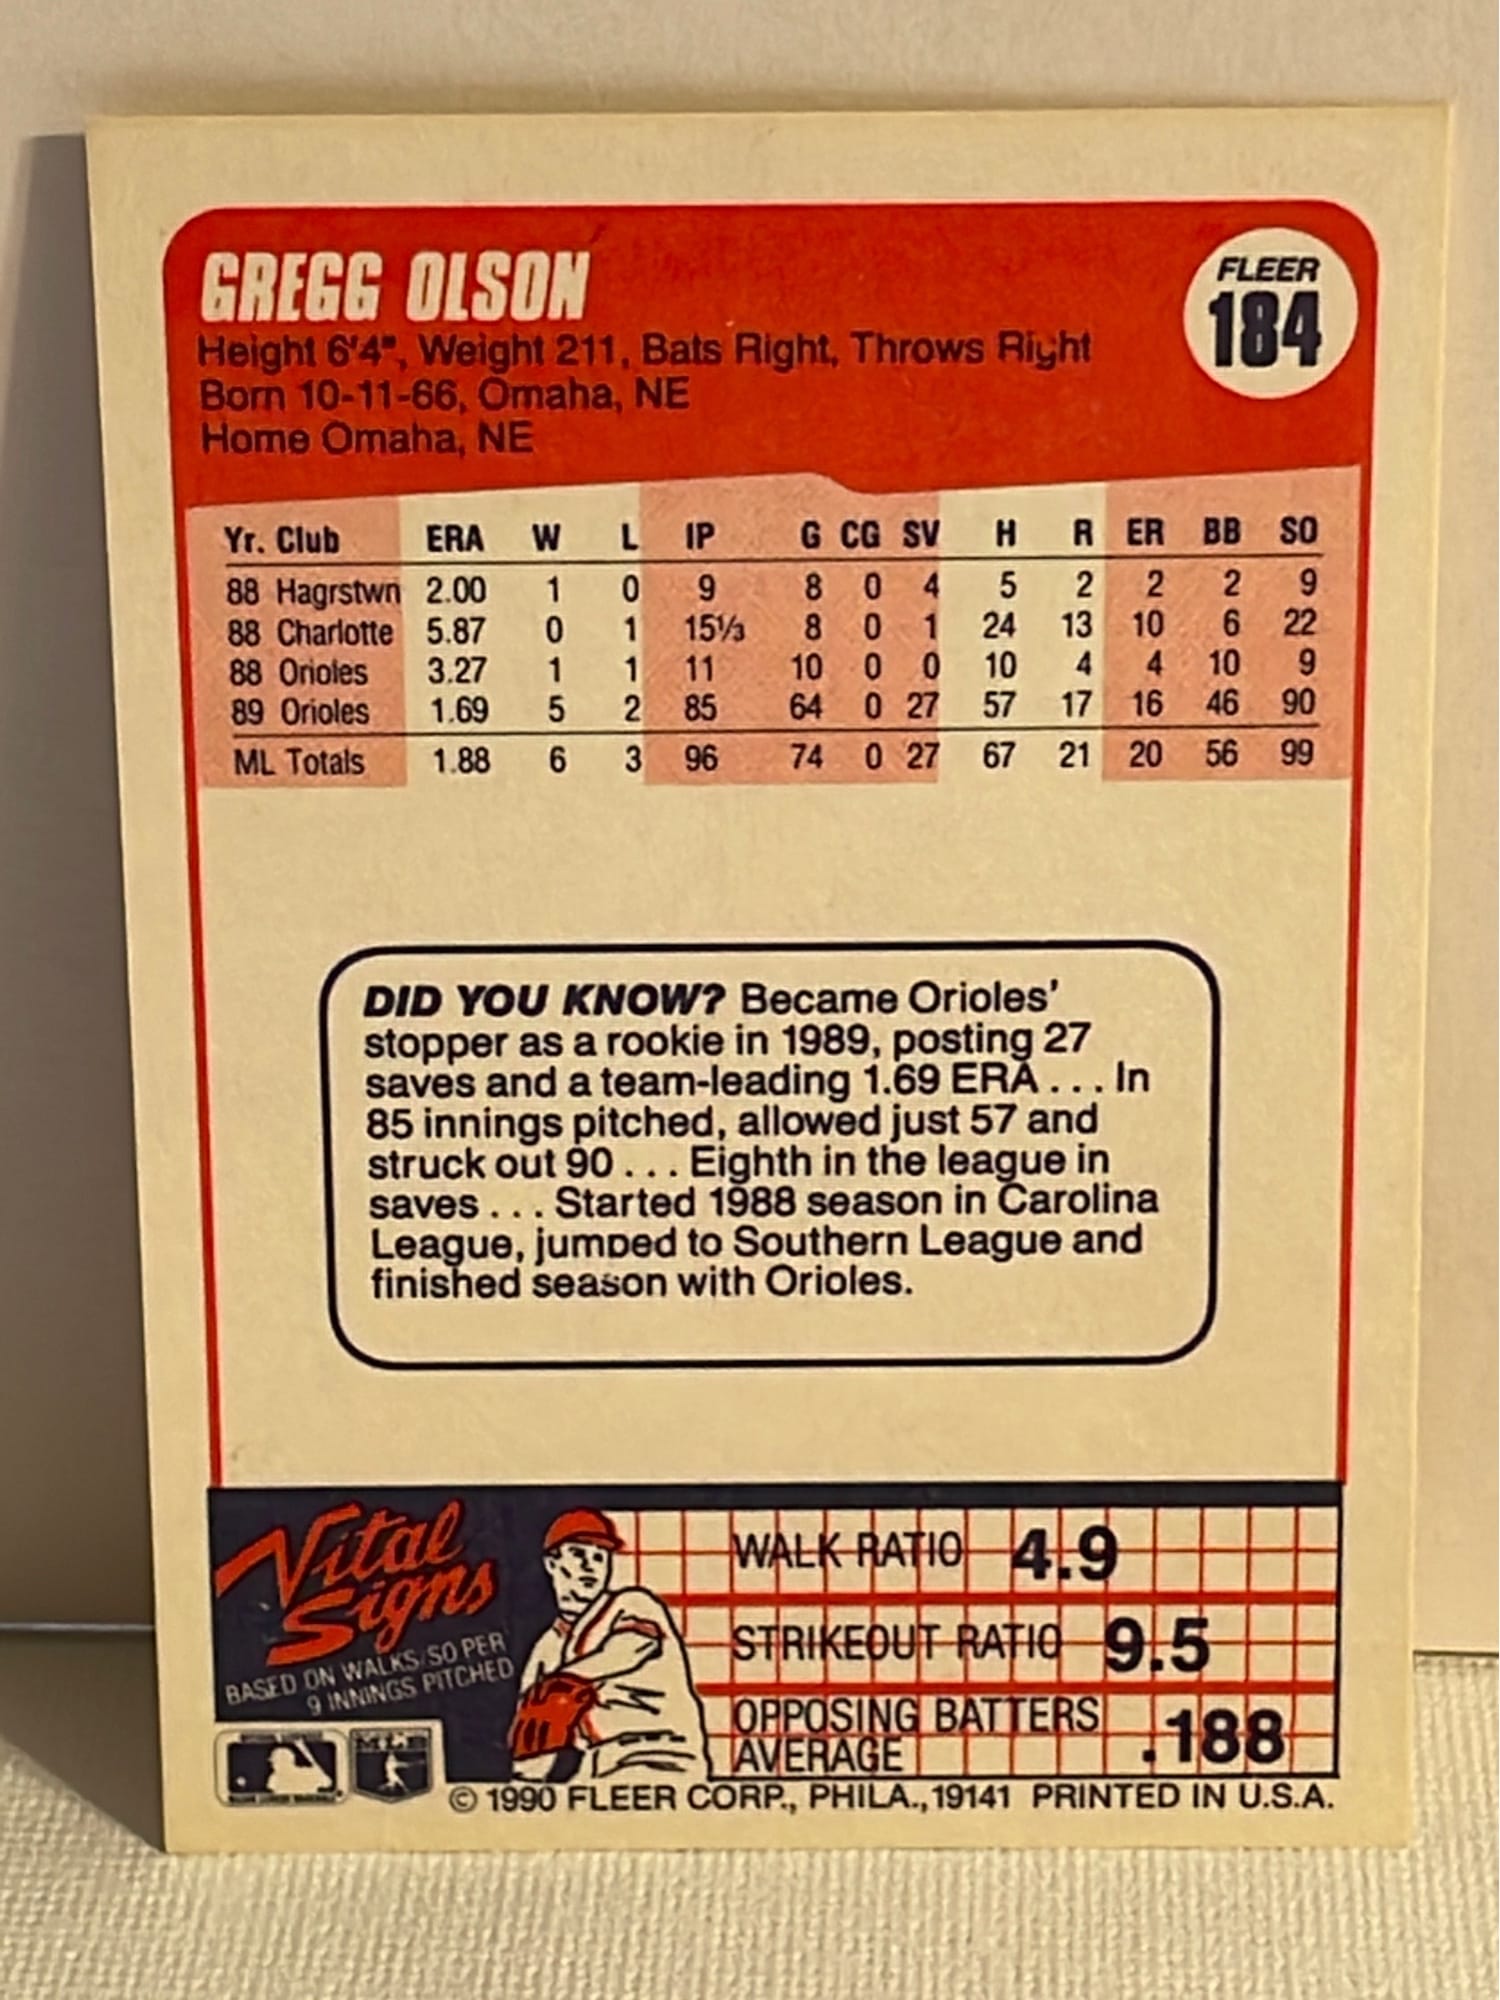 GREGG OLSON
FLEER
184
Height 6'4", Weight 211, Bats Right, Throws Right
Born 10-11-66, Omaha, NE
Home Omaha, NE
Yr. Club ERA W L IP G CG SV H R ER BB SO
88 Hagrstwn 2.00 1 0 9 8 0 4 5 2 2 2 9
88 Charlotte 5.87 0 1 15⅓ 8 0 1 24 13 10 6 22
88 Orioles 3.27 1 1 11 10 0 0 10 4 4 10 9
89 Orioles 1.69 5 2 85 64 0 27 57 17 16 46 90
ML Totals 1.88 6 3 96 74 0 27 67 21 20 56 99
DID YOU KNOW? Became Orioles'
stopper as a rookie in 1989, posting 27
saves and a team-leading 1.69 ERA . . . In
85 innings pitched, allowed just 57 and
struck out 90 . . . Eighth in the league in
saves . . . Started 1988 season in Carolina
League, jumped to Southern League and
finished season with Orioles.
Vital
Signs
BASED ON WALKS/SO PER
9 INNINGS PITCHED
WALK RATIO 4.9
STRIKEOUT RATIO 9.5
OPPOSING BATTERS
AVERAGE .188
MLB
© 1990 FLEER CORP., PHILA., 19141 PRINTED IN U.S.A.